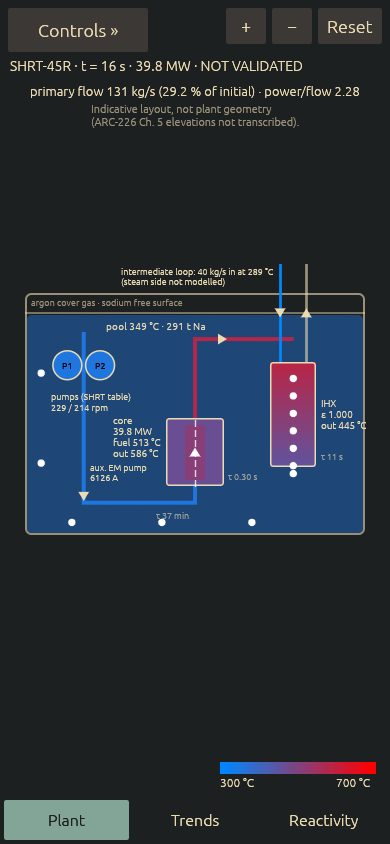 Controls »
+
−
Reset
SHRT-45R · t = 16 s · 39.8 MW · NOT VALIDATED
primary flow 131 kg/s (29.2 % of initial) · power/flow 2.28
Indicative layout, not plant geometry
(ARC-226 Ch. 5 elevations not transcribed).
intermediate loop: 40 kg/s in at 289 °C
(steam side not modelled)
argon cover gas · sodium free surface
pool 349 °C · 291 t Na
P1
P2
pumps (SHRT table)
229 / 214 rpm
core
39.8 MW
fuel 513 °C
out 586 °C
aux. EM pump
6126 A
IHX
ε 1.000
out 445 °C
τ 11 s
τ 0.30 s
τ 37 min
300 °C
700 °C
Plant
Trends
Reactivity